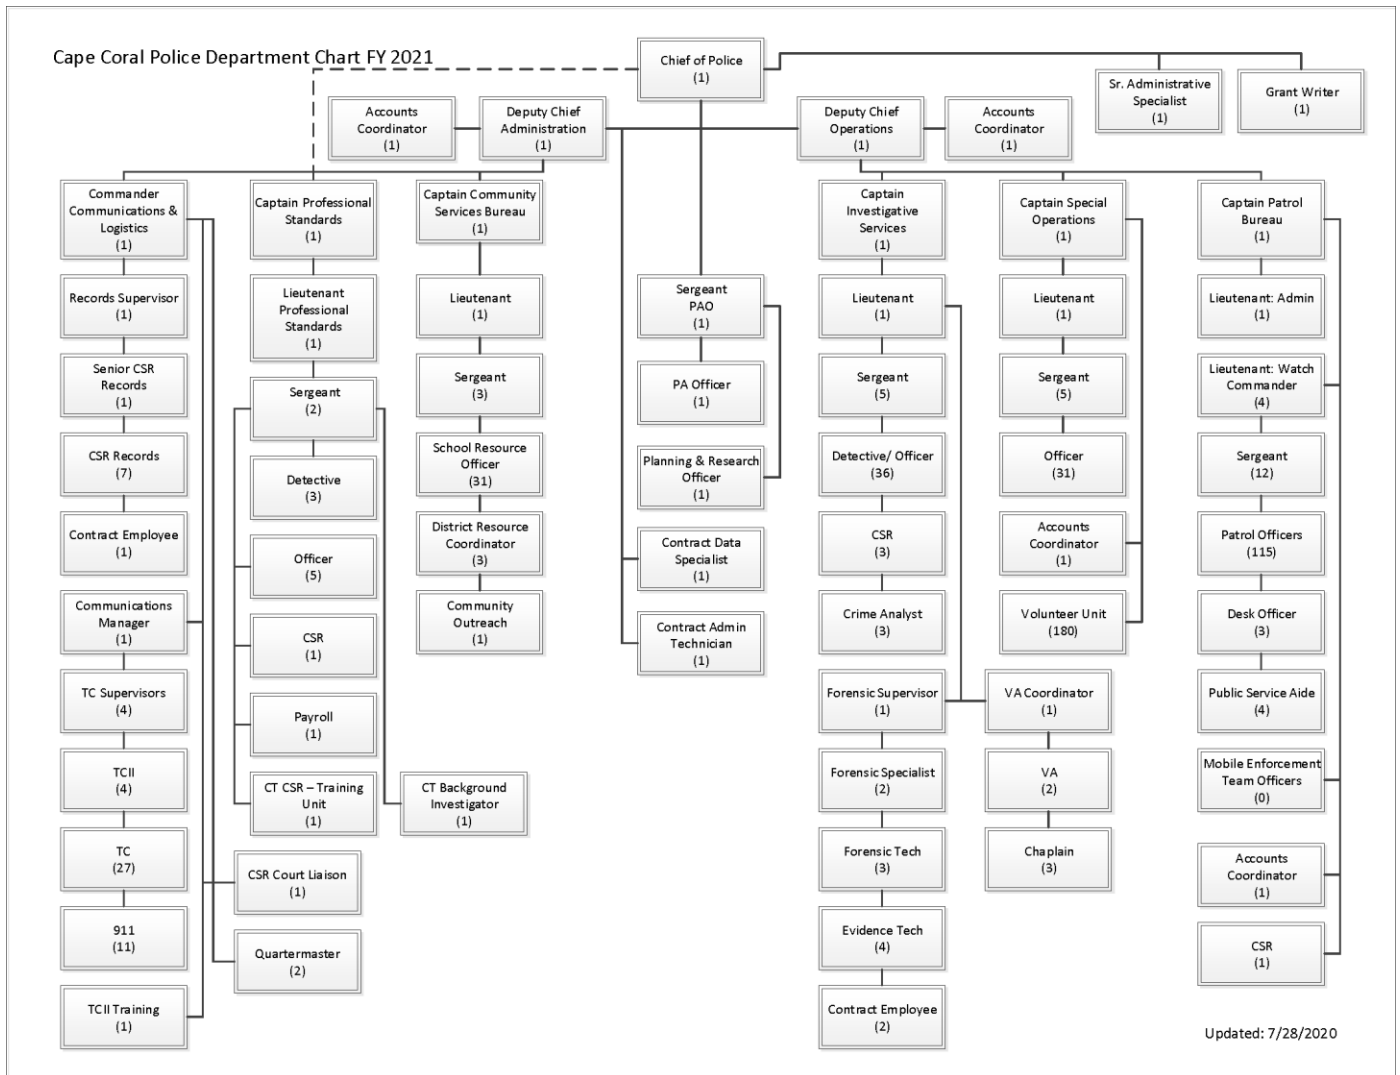 Cape Coral Police Department Chart FY 2021
Chief of Police
(1)
Sr. Administrative
Specialist
(1)
Grant Writer
(1)
Accounts
Coordinator
(1)
Deputy Chief
Administration
(1)
Deputy Chief
Operations
(1)
Accounts
Coordinator
(1)
Commander
Communications &
Logistics
(1)
Records Supervisor
(1)
Senior CSR
Records
(1)
CSR Records
(7)
Contract Employee
(1)
Communications
Manager
(1)
TC Supervisors
(4)
TCII
(4)
TC
(27)
911
(11)
TCII Training
(1)
CSR Court Liaison
(1)
Quartermaster
(2)
Captain Professional
Standards
(1)
Lieutenant
Professional
Standards
(1)
Sergeant
(2)
Detective
(3)
Officer
(5)
CSR
(1)
Payroll
(1)
CT CSR – Training
Unit
(1)
CT Background
Investigator
(1)
Captain Community
Services Bureau
(1)
Lieutenant
(1)
Sergeant
(3)
School Resource
Officer
(31)
District Resource
Coordinator
(3)
Community
Outreach
(1)
Sergeant
PAO
(1)
PA Officer
(1)
Planning & Research
Officer
(1)
Contract Data
Specialist
(1)
Contract Admin
Technician
(1)
Captain
Investigative
Services
(1)
Lieutenant
(1)
Sergeant
(5)
Detective/ Officer
(36)
CSR
(3)
Crime Analyst
(3)
Forensic Supervisor
(1)
Forensic Specialist
(2)
Forensic Tech
(3)
Evidence Tech
(4)
Contract Employee
(2)
VA Coordinator
(1)
VA
(2)
Chaplain
(3)
Captain Special
Operations
(1)
Lieutenant
(1)
Sergeant
(5)
Officer
(31)
Accounts
Coordinator
(1)
Volunteer Unit
(180)
Captain Patrol
Bureau
(1)
Lieutenant: Admin
(1)
Lieutenant: Watch
Commander
(4)
Sergeant
(12)
Patrol Officers
(115)
Desk Officer
(3)
Public Service Aide
(4)
Mobile Enforcement
Team Officers
(0)
Accounts
Coordinator
(1)
CSR
(1)
Updated: 7/28/2020